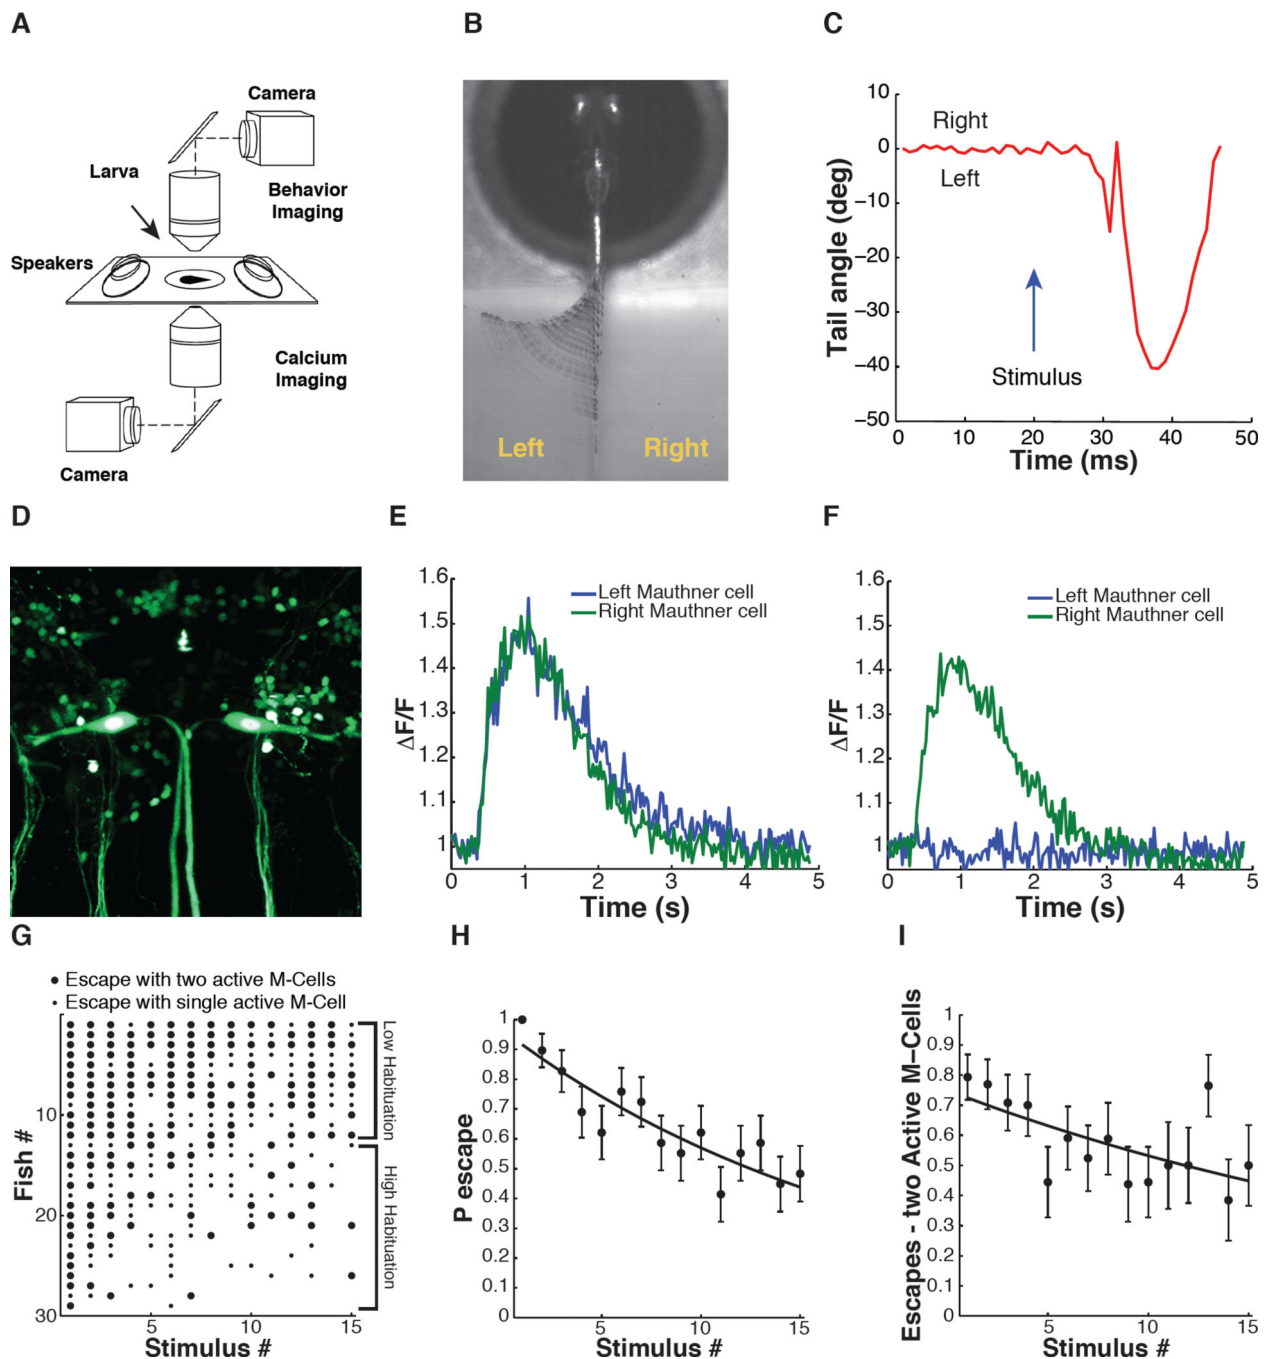 A
Camera
Larva
Behavior
Imaging
Speakers
Calcium
Imaging
Camera
B
Left
Right
C
10
0
−10
−20
−30
−40
−50
Tail angle (deg)
Right
Left
Stimulus
0
10
20
30
40
50
Time (ms)
D
E
1.6
1.5
1.4
1.3
1.2
1.1
1
ΔF/F
Left Mauthner cell
Right Mauthner cell
0
1
2
3
4
5
Time (s)
F
1.6
1.5
1.4
1.3
1.2
1.1
1
ΔF/F
Left Mauthner cell
Right Mauthner cell
0
1
2
3
4
5
Time (s)
G
Escape with two active M-Cells
Escape with single active M-Cell
Low Habituation
High Habituation
10
20
30
Fish #
5
10
15
Stimulus #
H
1
0.9
0.8
0.7
0.6
0.5
0.4
0.3
0.2
0.1
0
P escape
5
10
15
Stimulus #
I
1
0.9
0.8
0.7
0.6
0.5
0.4
0.3
0.2
0.1
0
Escapes - two Active M−Cells
5
10
15
Stimulus #